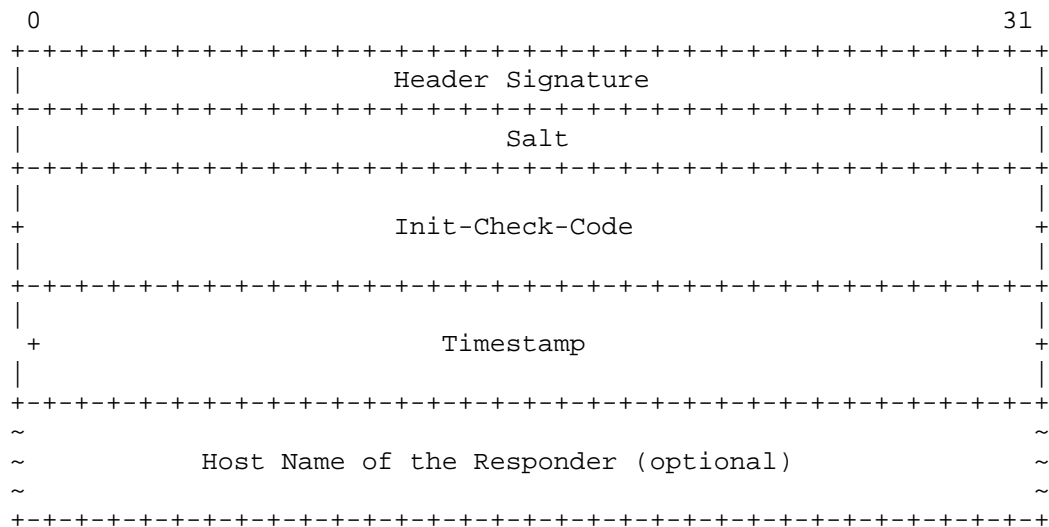 0                                                             31
+-+-+-+-+-+-+-+-+-+-+-+-+-+-+-+-+-+-+-+-+-+-+-+-+-+-+-+-+-+-+-+-+
|                       Header Signature                        |
+-+-+-+-+-+-+-+-+-+-+-+-+-+-+-+-+-+-+-+-+-+-+-+-+-+-+-+-+-+-+-+-+
|                              Salt                             |
+-+-+-+-+-+-+-+-+-+-+-+-+-+-+-+-+-+-+-+-+-+-+-+-+-+-+-+-+-+-+-+-+
|                                                               |
+                       Init-Check-Code                         +
|                                                               |
+-+-+-+-+-+-+-+-+-+-+-+-+-+-+-+-+-+-+-+-+-+-+-+-+-+-+-+-+-+-+-+-+
|                                                               |
 +                         Timestamp                            +
|                                                               |
+-+-+-+-+-+-+-+-+-+-+-+-+-+-+-+-+-+-+-+-+-+-+-+-+-+-+-+-+-+-+-+-+
~                                                               ~
~           Host Name of the Responder (optional)               ~
~                                                               ~
+-+-+-+-+-+-+-+-+-+-+-+-+-+-+-+-+-+-+-+-+-+-+-+-+-+-+-+-+-+-+-+-+